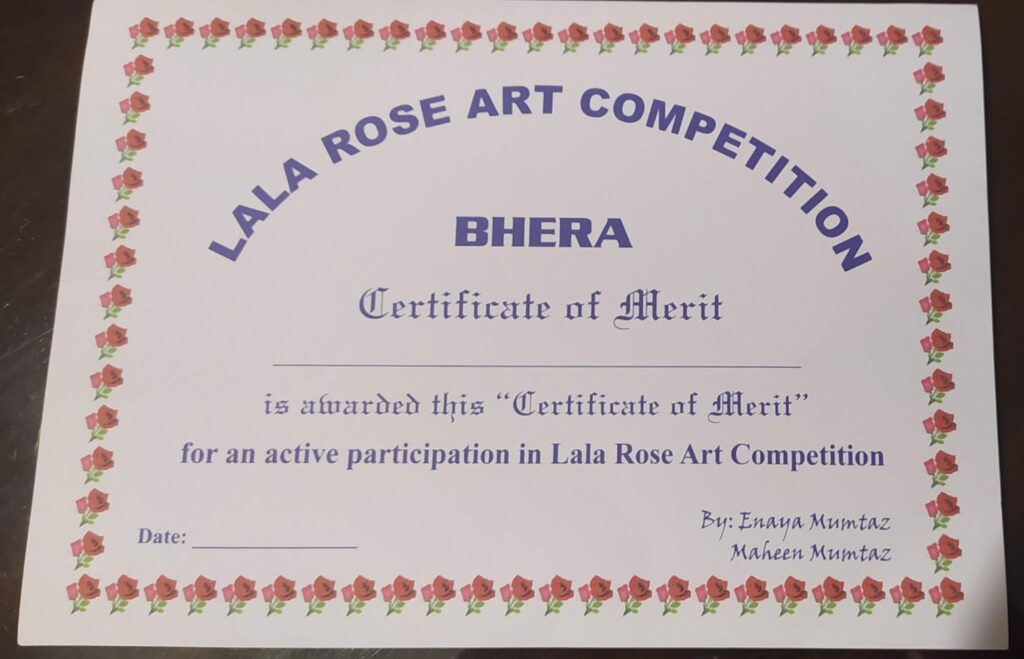 LALA ROSE ART COMPETITION
BHERA
Certificate of Merit
is awarded this “Certificate of Merit”
for an active participation in Lala Rose Art Competition
Date:
By: Enaya Mumtaz
Maheen Mumtaz